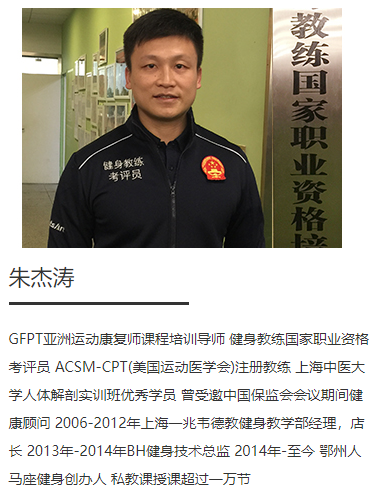 教练国家职业资格培
健身教练
考评员
朱杰涛
GFPT亚洲运动康复师课程培训导师 健身教练国家职业资格
考评员 ACSM-CPT(美国运动医学会)注册教练 上海中医大
学人体解剖实训班优秀学员 曾受邀中国保监会会议期间健
康顾问 2006-2012年上海一兆韦德教健身教学部经理，店
长 2013年-2014年BH健身技术总监 2014年-至今 鄂州人
马座健身创办人 私教课授课超过一万节